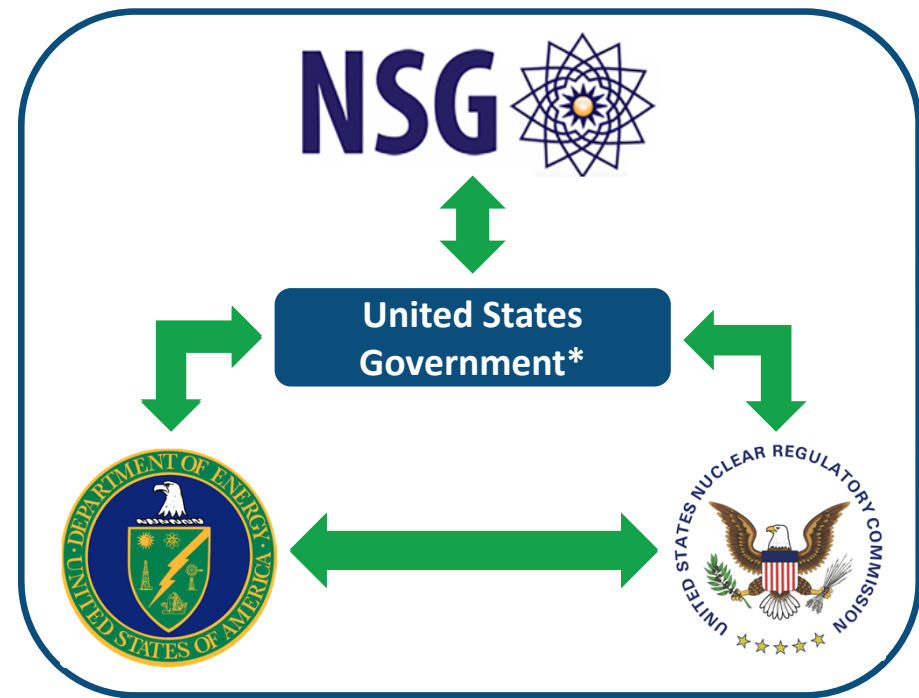 NSG
United States
Government*
DEPARTMENT OF ENERGY
UNITED STATES OF AMERICA
UNITED STATES NUCLEAR REGULATORY COMMISSION